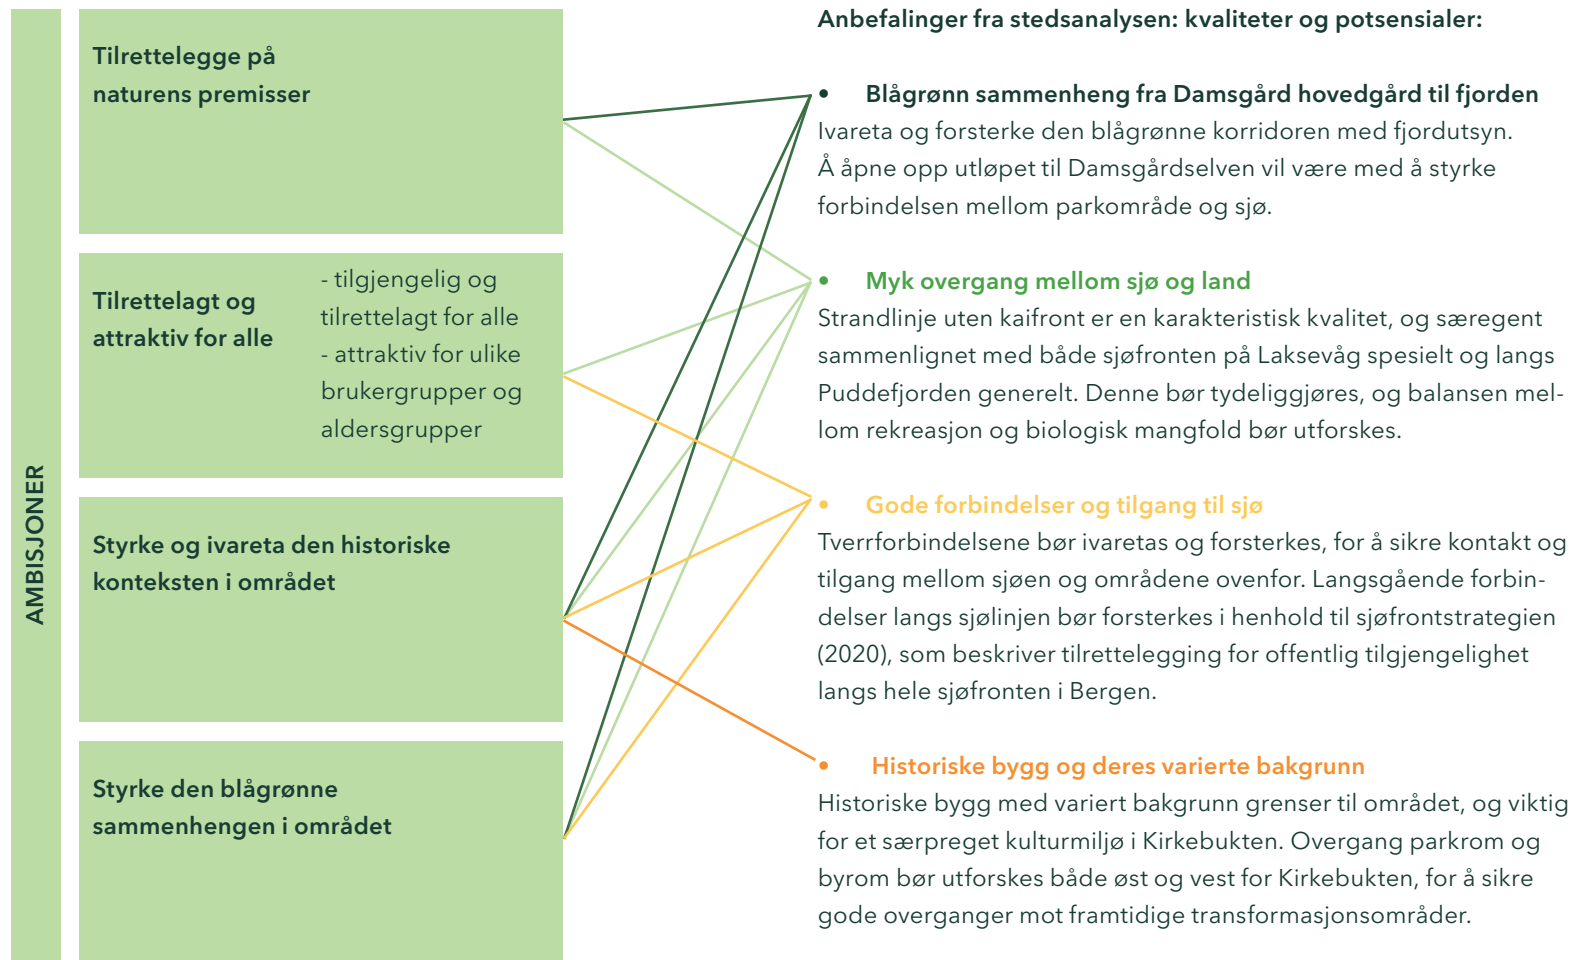 AMBISJONER
Tilrettelegge på
naturens premisser
Tilrettelagt og
attraktiv for alle
- tilgjengelig og
tilrettelagt for alle
- attraktiv for ulike
brukergrupper og
aldersgrupper
Styrke og ivareta den historiske
konteksten i området
Styrke den blågrønne
sammenhengen i området
Anbefalinger fra stedsanalysen: kvaliteter og potsensialer:
• Blågrønn sammenheng fra Damsgård hovedgård til fjorden
Ivareta og forsterke den blågrønne korridoren med fjordutsyn.
Å åpne opp utløpet til Damsgårdselven vil være med å styrke
forbindelsen mellom parkområde og sjø.
• Myk overgang mellom sjø og land
Strandlinje uten kaifront er en karakteristisk kvalitet, og særegent
sammenlignet med både sjøfronten på Laksevåg spesielt og langs
Puddefjorden generelt. Denne bør tydeliggjøres, og balansen mel-
lom rekreasjon og biologisk mangfold bør utforskes.
• Gode forbindelser og tilgang til sjø
Tverrforbindelsene bør ivaretas og forsterkes, for å sikre kontakt og
tilgang mellom sjøen og områdene ovenfor. Langsgående forbin-
delser langs sjølinjen bør forsterkes i henhold til sjøfrontstrategien
(2020), som beskriver tilrettelegging for offentlig tilgjengelighet
langs hele sjøfronten i Bergen.
• Historiske bygg og deres varierte bakgrunn
Historiske bygg med variert bakgrunn grenser til området, og viktig
for et særpreget kulturmiljø i Kirkebukten. Overgang parkrom og
byrom bør utforskes både øst og vest for Kirkebukten, for å sikre
gode overganger mot framtidige transformasjonsområder.